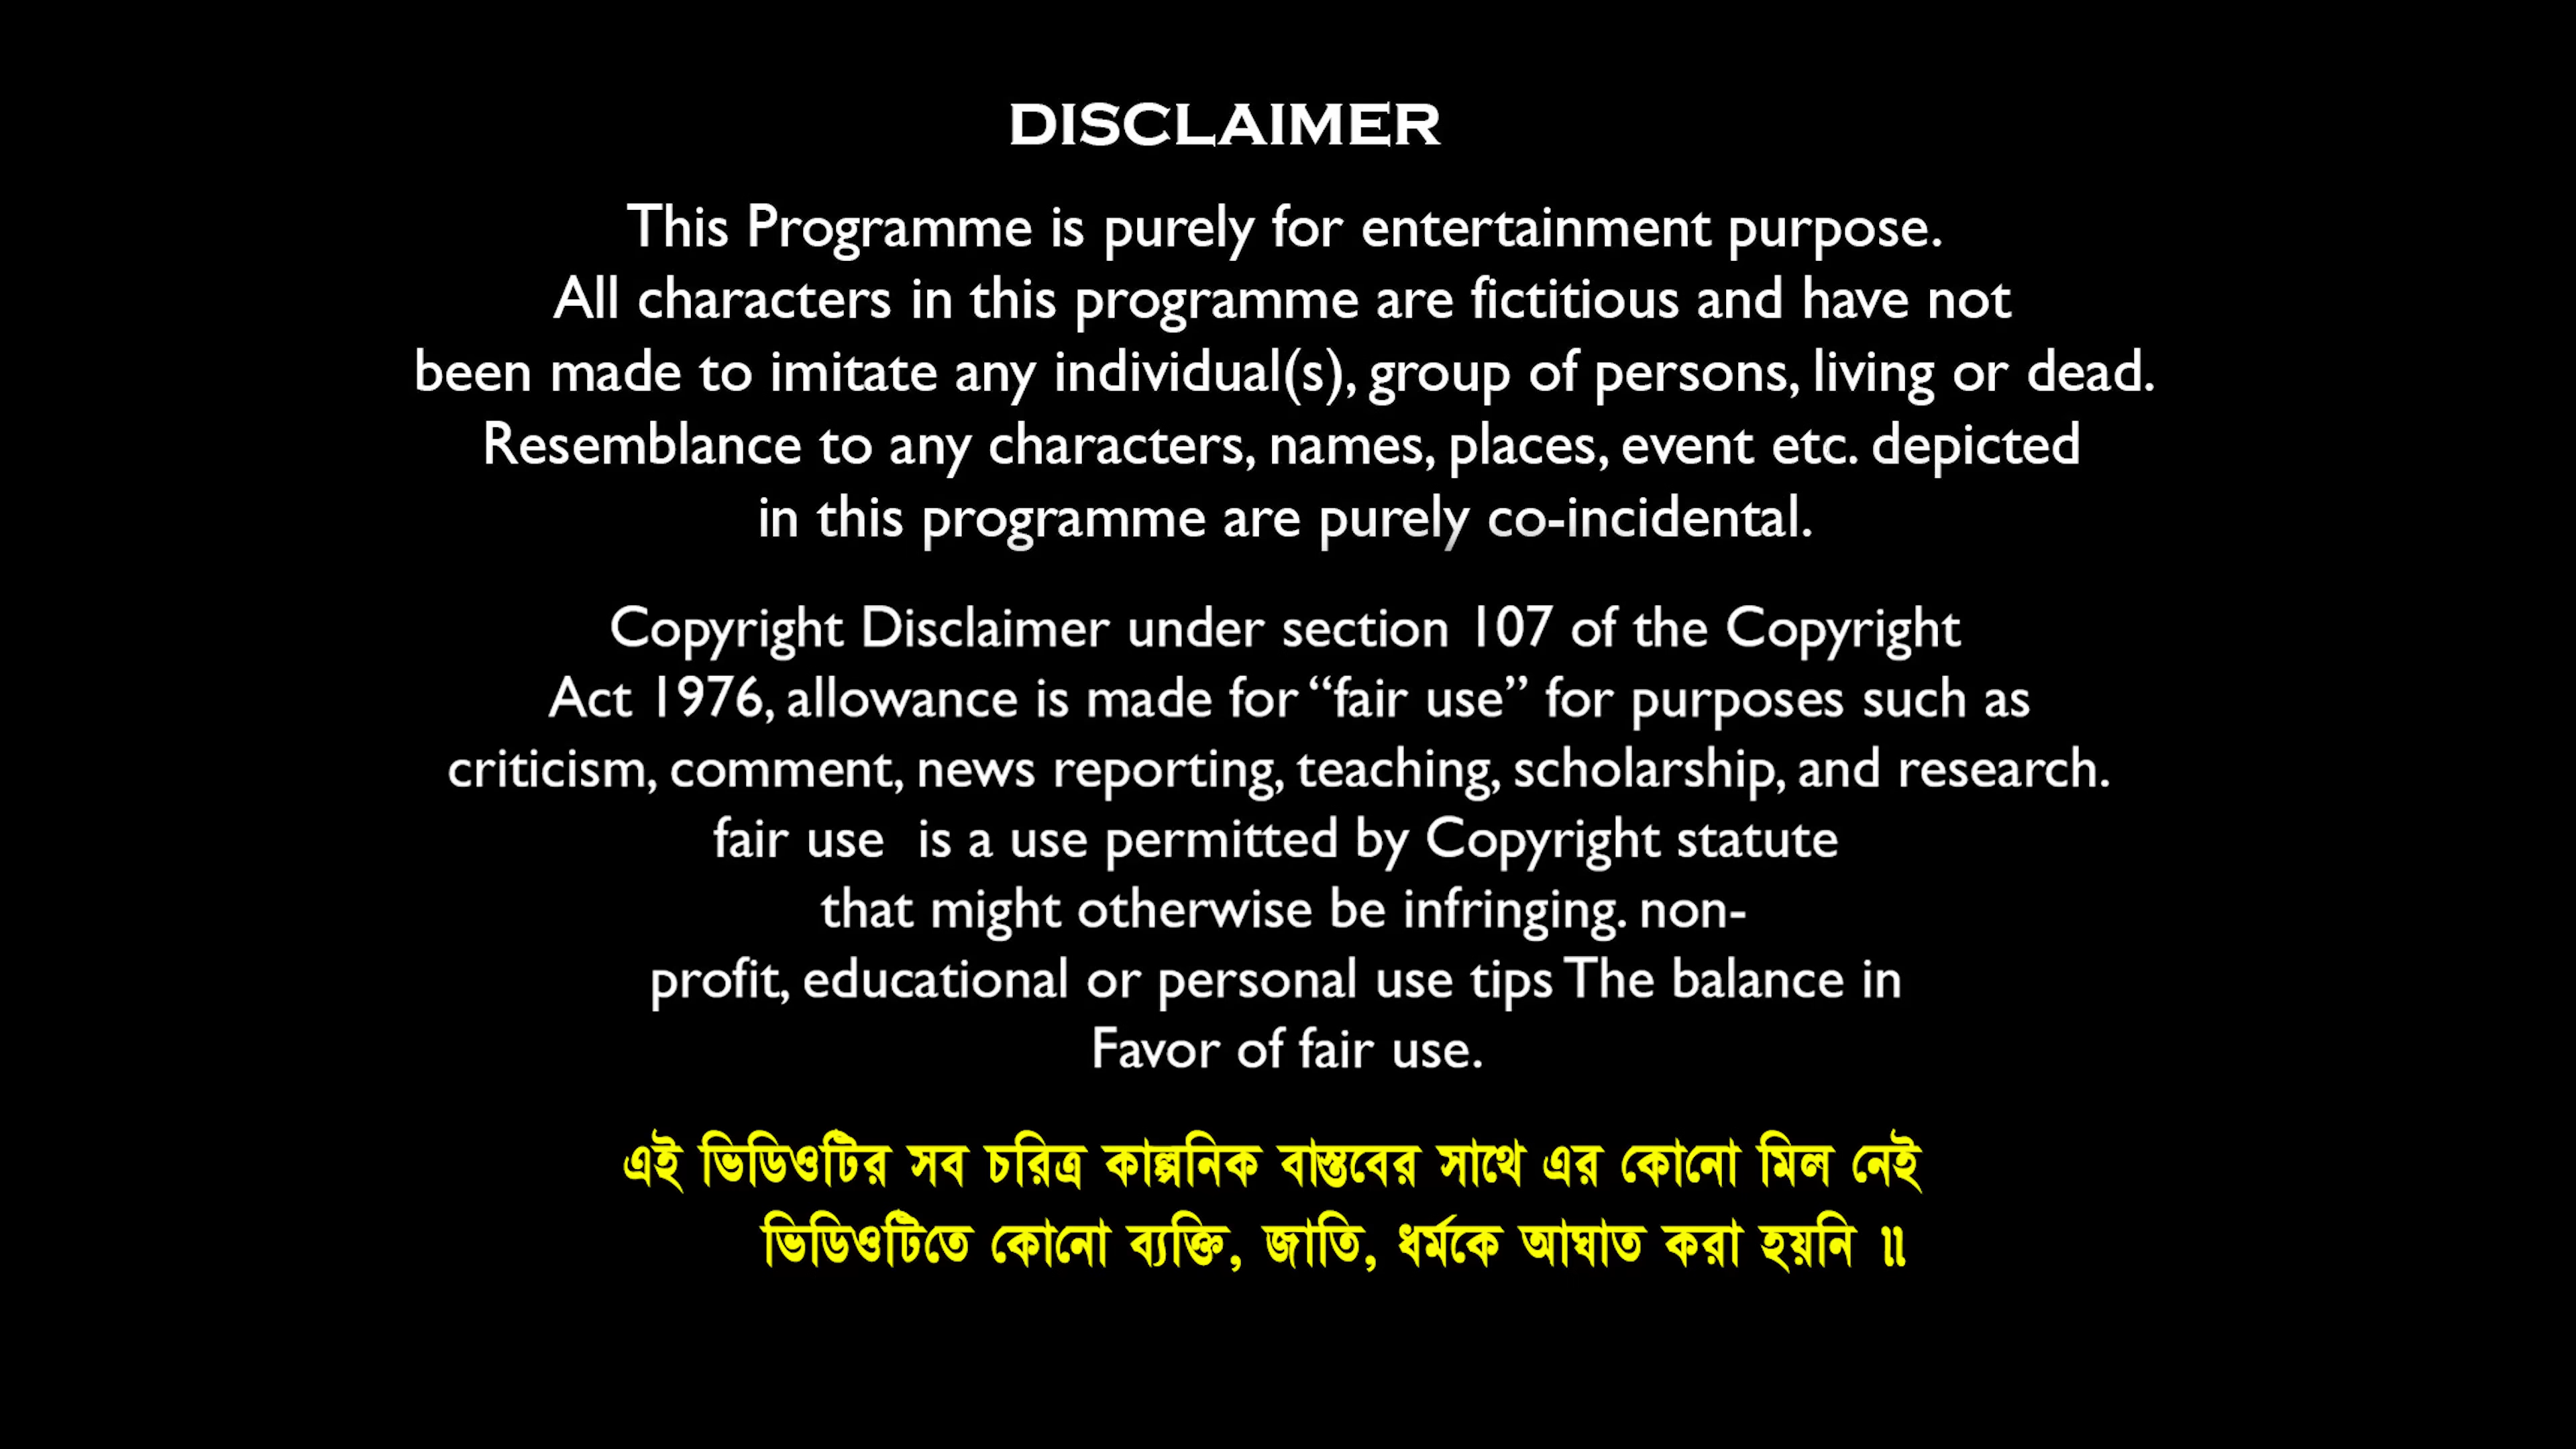 DISCLAIMER
This Programme is purely for entertainment purpose.
All characters in this programme are fictitious and have not
been made to imitate any individual(s), group of persons, living or dead.
Resemblance to any characters, names, places, event etc. depicted
in this programme are purely co-incidental.
Copyright Disclaimer under section 107 of the Copyright
Act 1976, allowance is made for “fair use” for purposes such as
criticism, comment, news reporting, teaching, scholarship, and research.
fair use  is a use permitted by Copyright statute
that might otherwise be infringing. non-
profit, educational or personal use tips The balance in
Favor of fair use.
এই ভিডিওটির সব চরিত্র কাল্পনিক বাস্তবের সাথে এর কোনো মিল নেই
ভিডিওটিতে কোনো ব্যক্তি, জাতি, ধর্মকে আঘাত করা হয়নি ॥